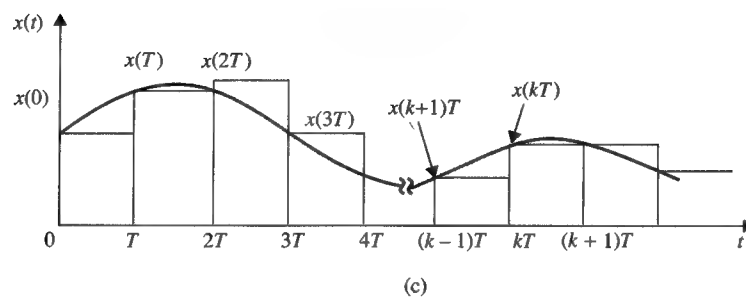 x(t)
x(T) x(2T)
x(0)
x(3T)
x(k+1)T
x(kT)
0 T 2T 3T 4T (k – 1)T kT (k + 1)T t
(c)